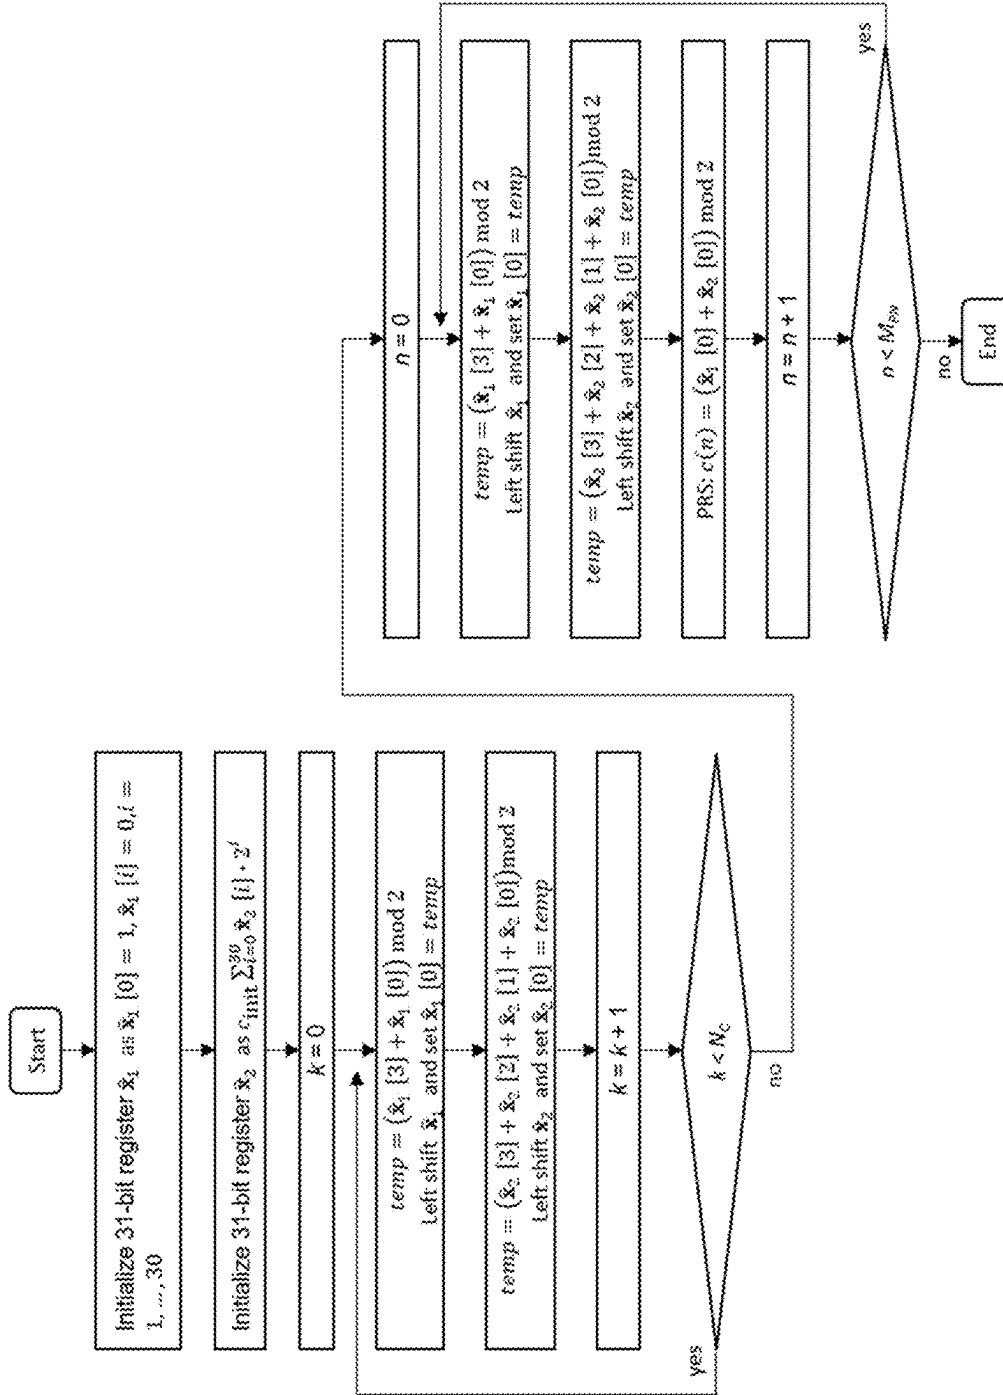 Start
Initialize 31-bit register x̂₁ as x̂₁ [0] = 1, x̂₁ [i] = 0, i =
1, ..., 30
Initialize 31-bit register x̂₂ as c_init Σ_{i=0}^{30} x̂₂ [i] · 2^i
k = 0
temp = (x̂₁ [3] + x̂₁ [0]) mod 2
Left shift x̂₁ and set x̂₁ [0] = temp
temp = (x̂₂ [3] + x̂₂ [2] + x̂₂ [1] + x̂₂ [0])mod 2
Left shift x̂₂ and set x̂₂ [0] = temp
k = k + 1
k < N_C
yes
no
n = 0
temp = (x̂₁ [3] + x̂₁ [0]) mod 2
Left shift x̂₁ and set x̂₁ [0] = temp
temp = (x̂₂ [3] + x̂₂ [2] + x̂₂ [1] + x̂₂ [0])mod 2
Left shift x̂₂ and set x̂₂ [0] = temp
PRS: c(n) = (x̂₁ [0] + x̂₂ [0]) mod 2
n = n + 1
n < M_PN
yes
no
End